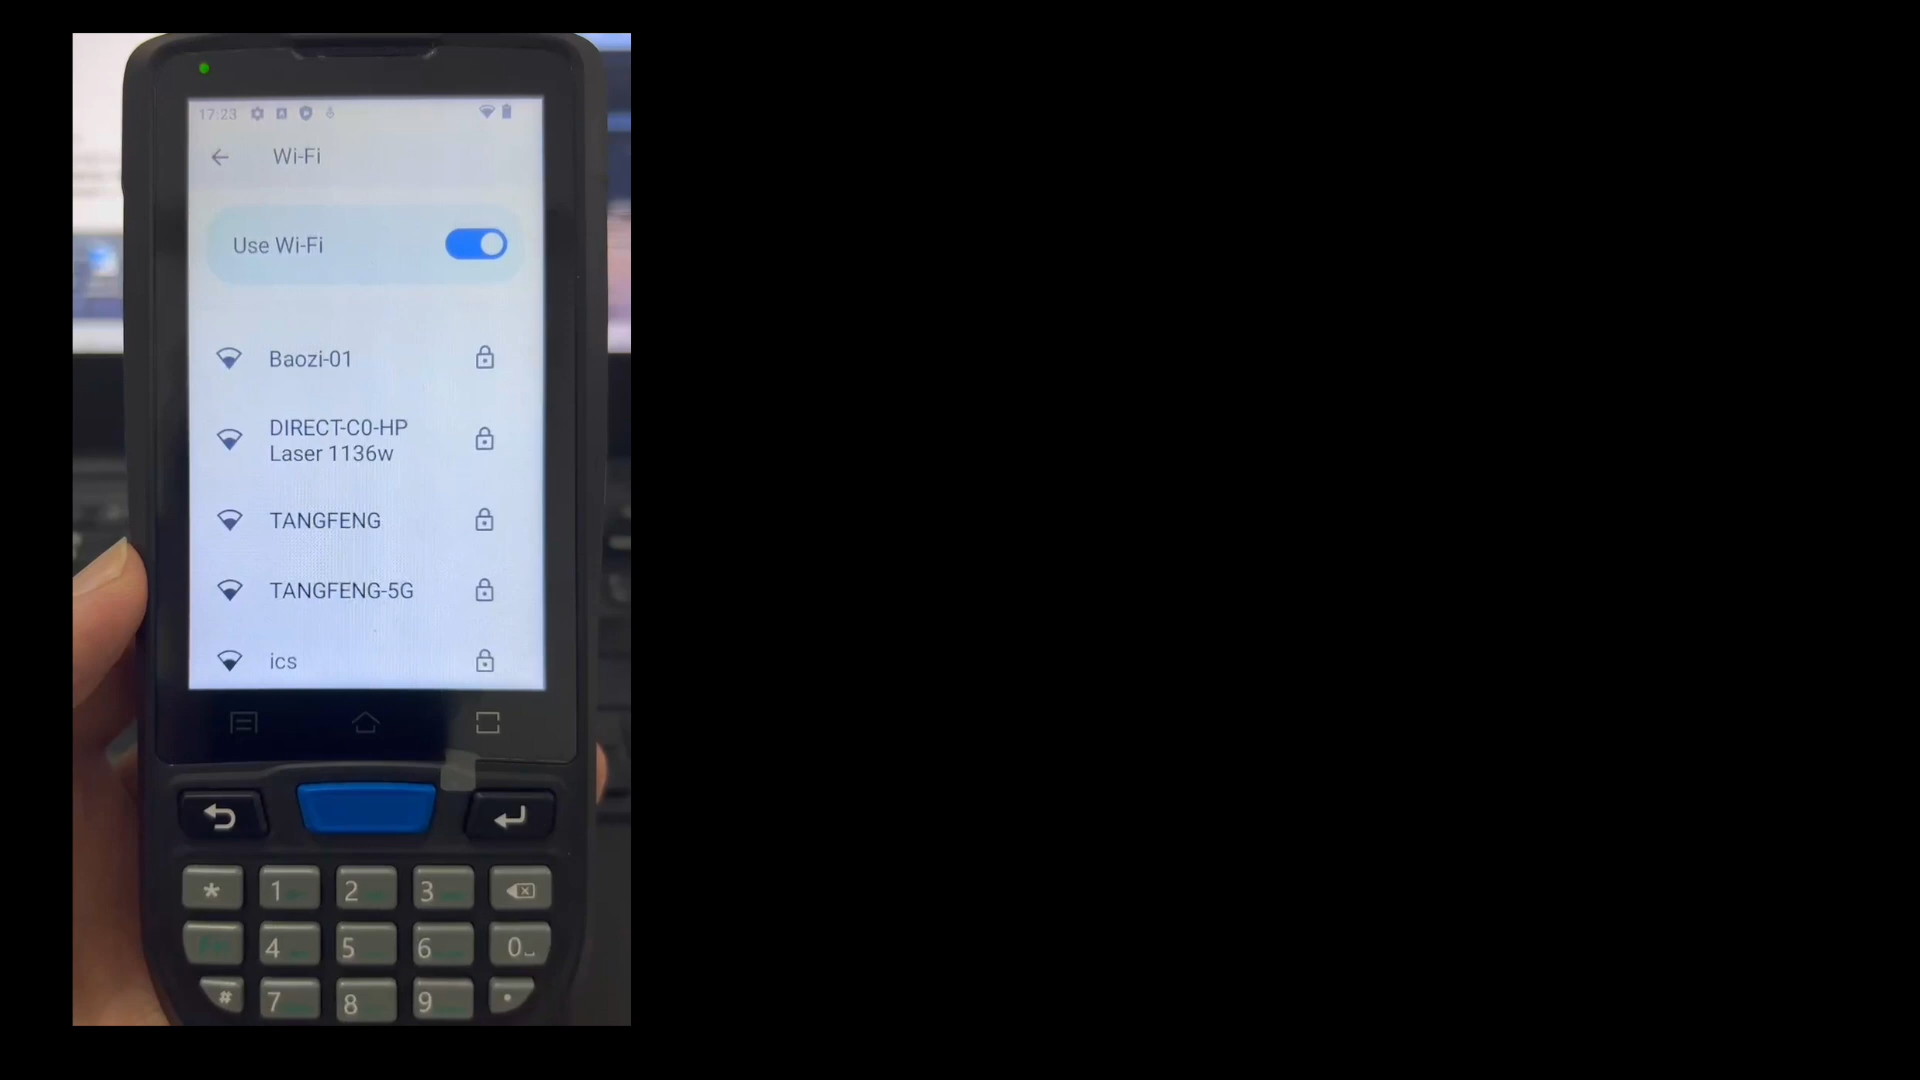 17:23
Wi-Fi
Use Wi-Fi
Baozi-01
DIRECT-C0-HP
Laser 1136w
TANGFENG
TANGFENG-5G
ics
* 1 2 3
4 5 6 0
# 7 8 9 .